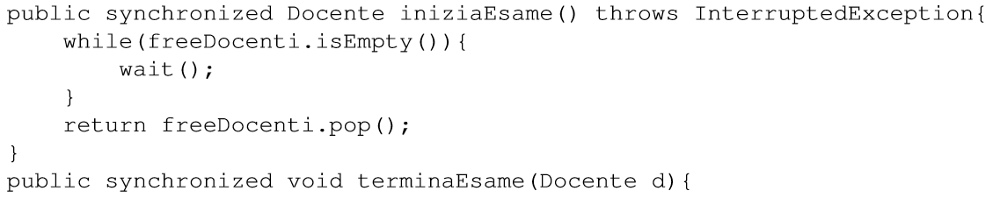 public synchronized Docente iniziaEsame() throws InterruptedException{
    while(freeDocenti.isEmpty()){
        wait();
    }
    return freeDocenti.pop();
}
public synchronized void terminaEsame(Docente d){